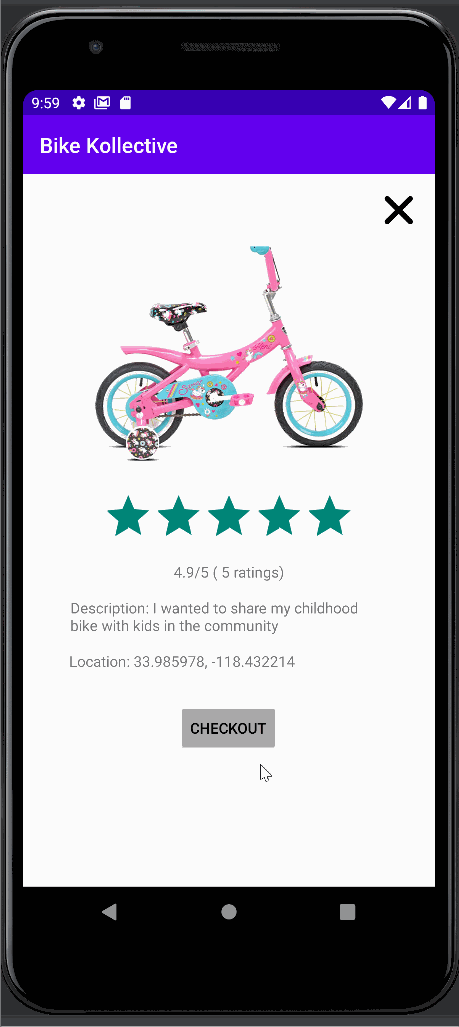 9:59
Bike Kollective
4.9/5 ( 5 ratings)
Description: I wanted to share my childhood
bike with kids in the community
Location: 33.985978, -118.432214
CHECKOUT